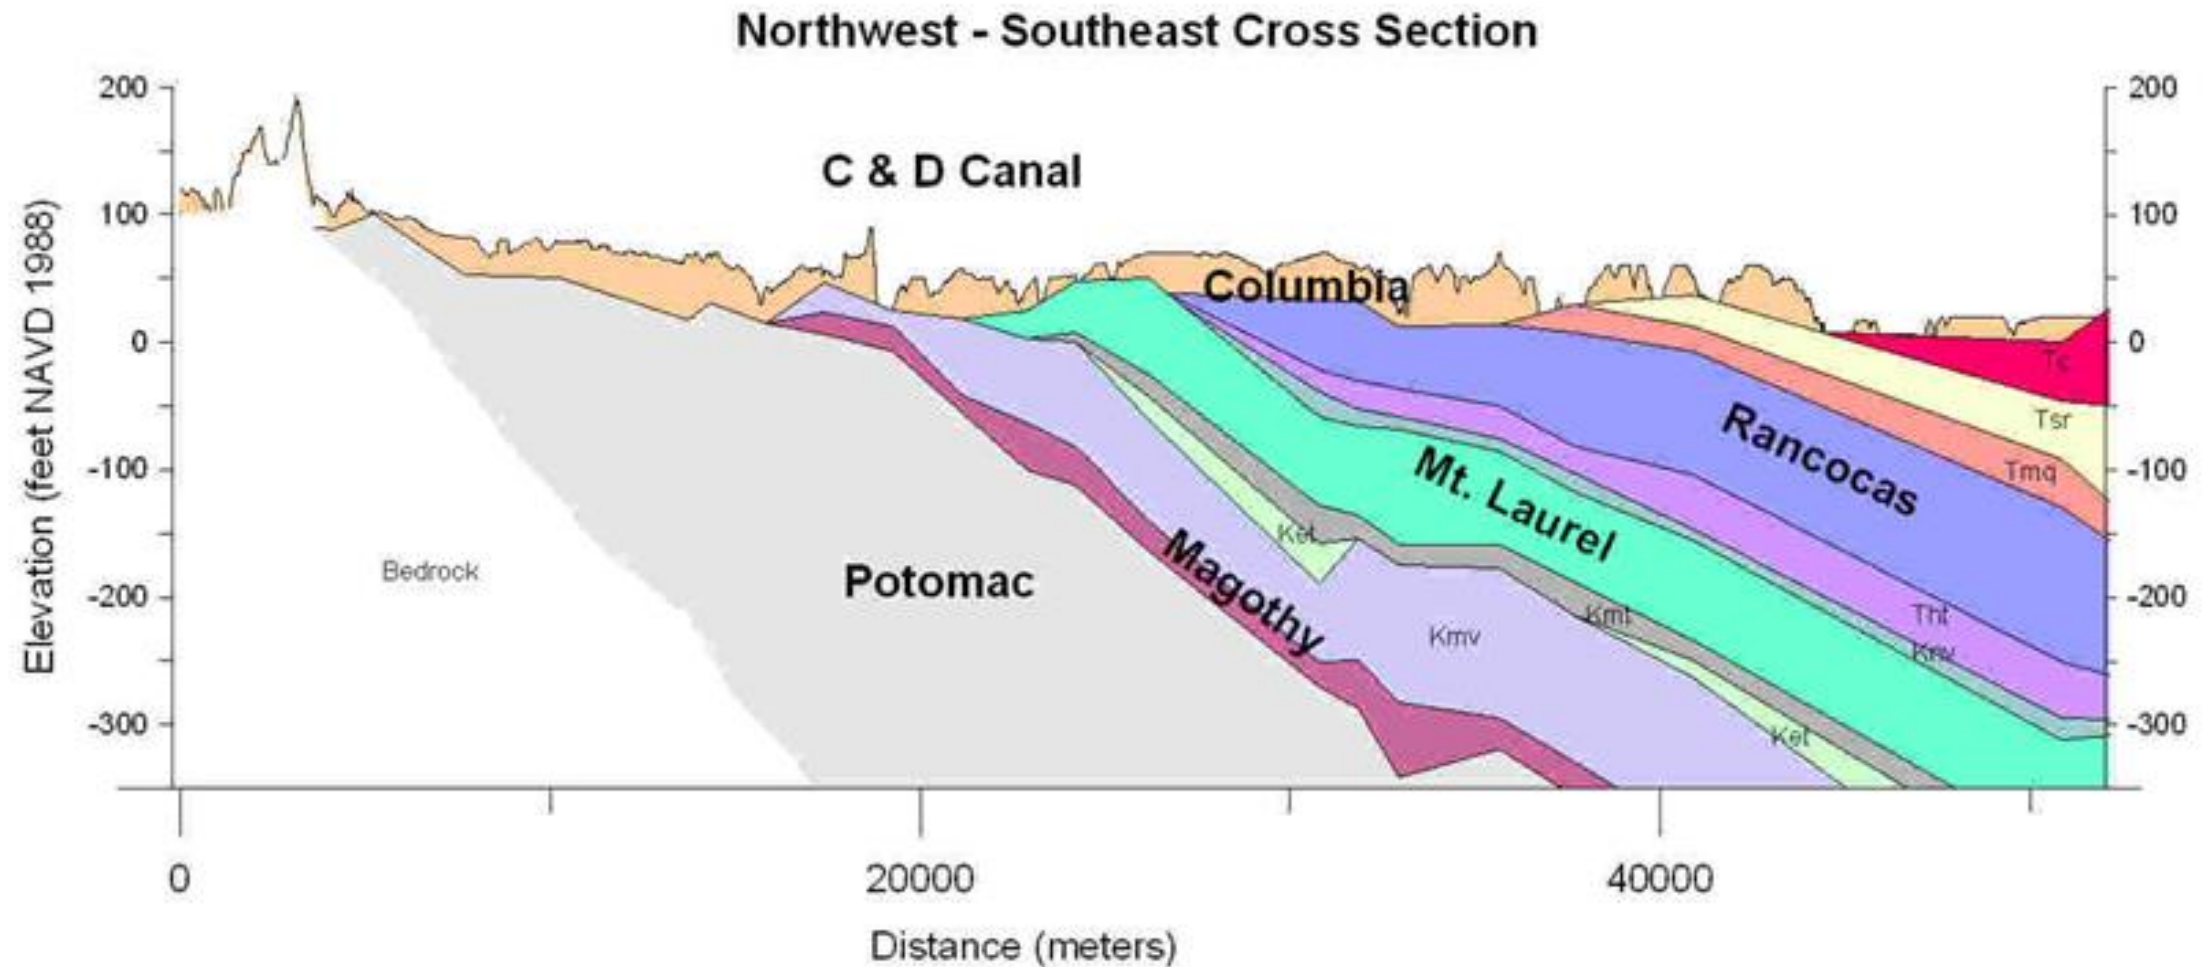 Northwest - Southeast Cross Section
200
200
C & D Canal
100
100
Columbia
0
0
Tc
Tsr
Rancocas
-100
-100
Tmq
Mt. Laurel
Ket
Bedrock
Potomac
Magothy
-200
-200
Kmt
Tht
Kmv
Knv
-300
-300
Ket
Elevation (feet NAVD 1988)
0
20000
40000
Distance (meters)